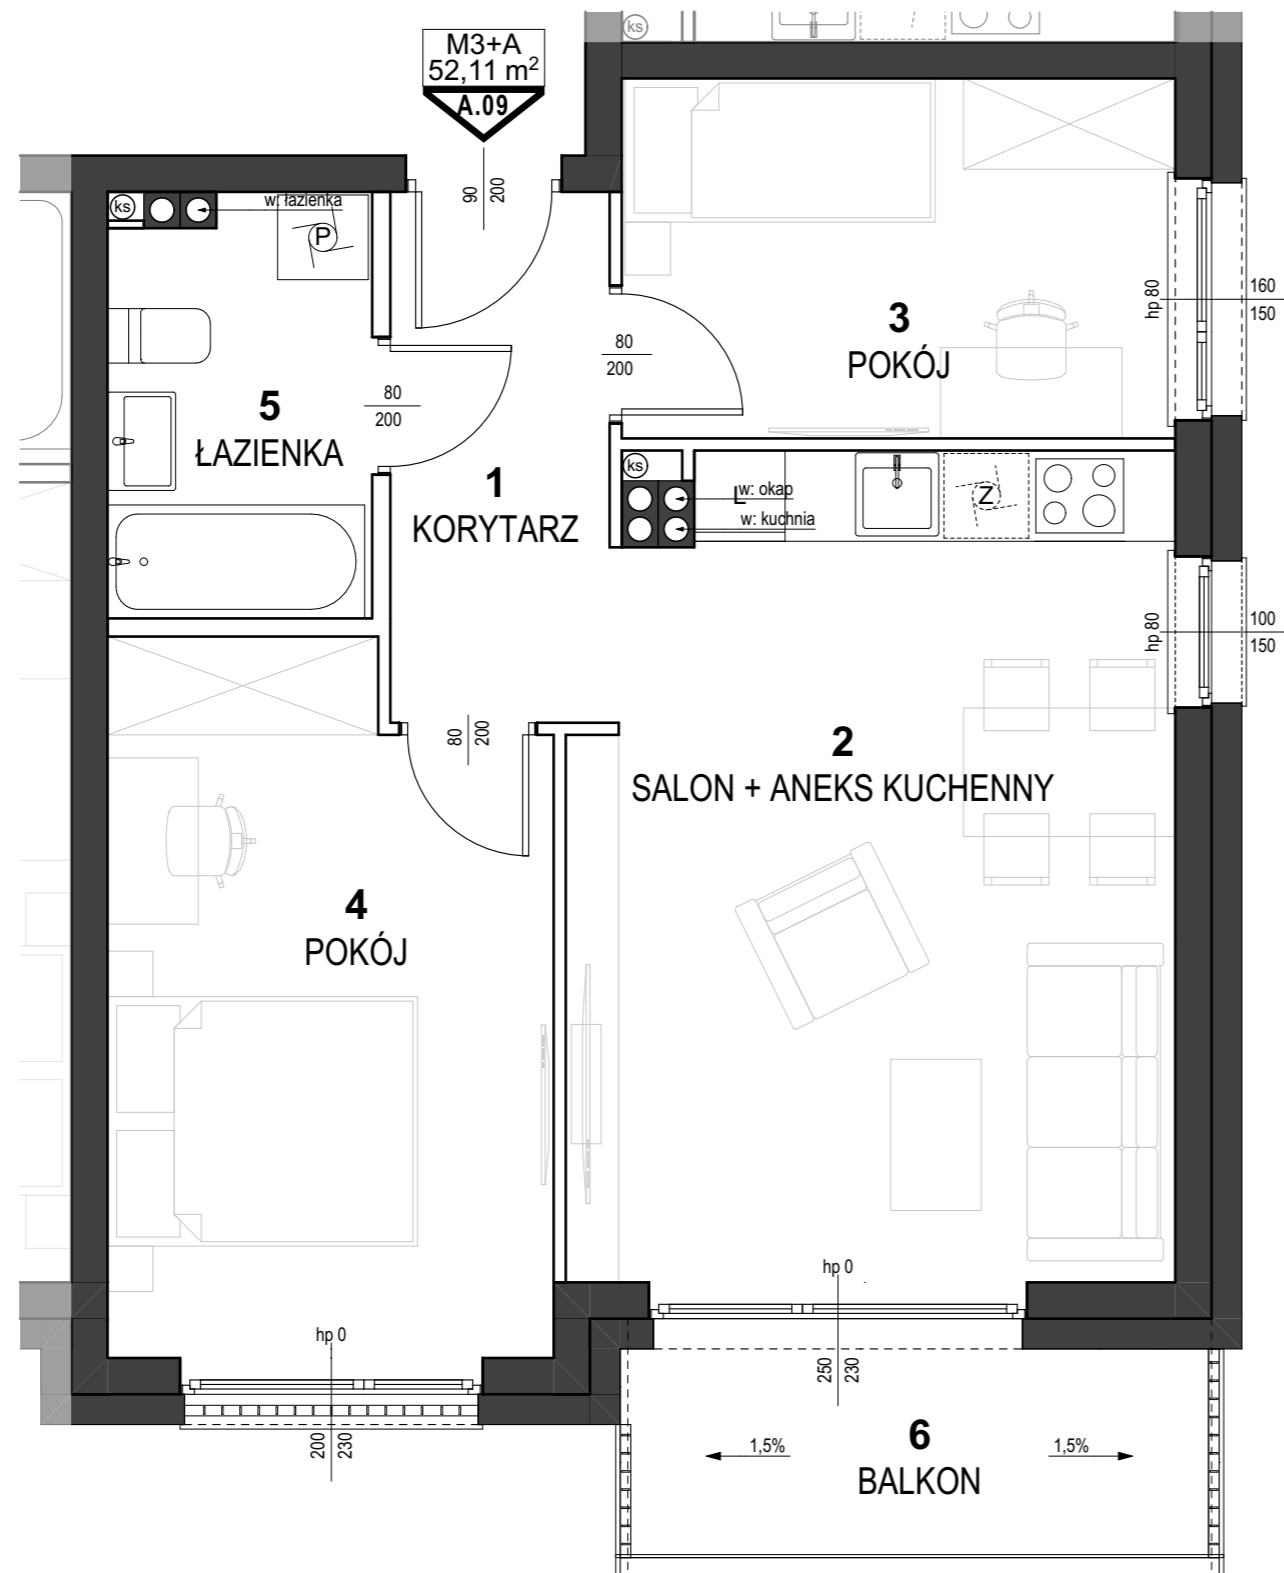 ks
M3+A
52,11 m²
A.09
90
200
ks
w: łazienka
P
80
200
3
POKÓJ
hp 80
160
150
80
200
5
ŁAZIENKA
1
KORYTARZ
ks
L
w: okap
w: kuchnia
Z
hp 80
100
150
80
200
2
SALON + ANEKS KUCHENNY
4
POKÓJ
hp 0
250
230
hp 0
200
230
1,5%
6
BALKON
1,5%